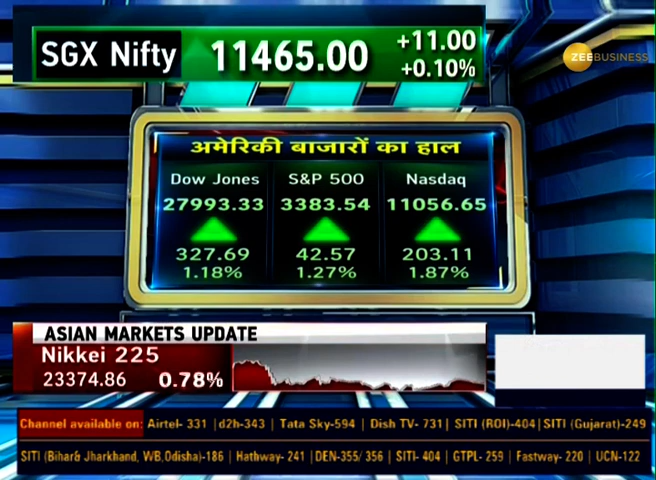 SGX Nifty 11465.00 +11.00 +0.10%
ZEE BUSINESS
अमेरिकी बाजारों का हाल
Dow Jones S&P 500 Nasdaq
27993.33 3383.54 11056.65
327.69 42.57 203.11
1.18% 1.27% 1.87%
ASIAN MARKETS UPDATE
Nikkei 225
23374.86 0.78%
Channel available on: Airtel- 331 | d2h-343 | Tata Sky-594 | Dish TV- 731 | SITI (ROI)-404 | SITI (Gujarat)-249
SITI (Bihar& Jharkhand, WB,Odisha)-186 | Hathway- 241 | DEN-355/ 356 | SITI- 404 | GTPL- 259 | Fastway- 220 | UCN-122